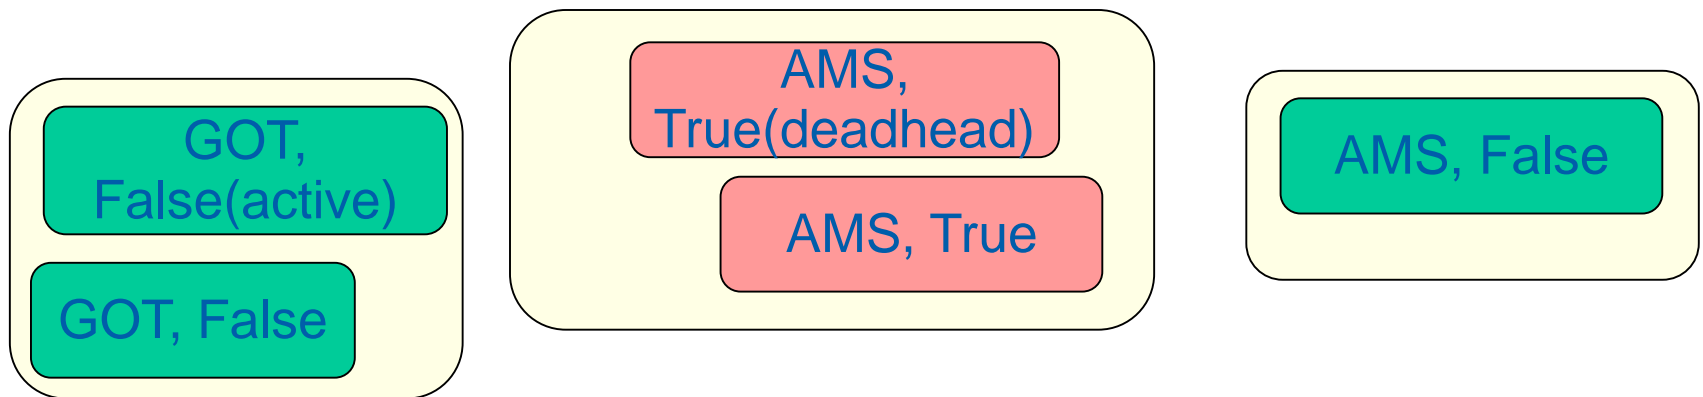 GOT,
False(active)
GOT, False
AMS,
True(deadhead)
AMS, True
AMS, False